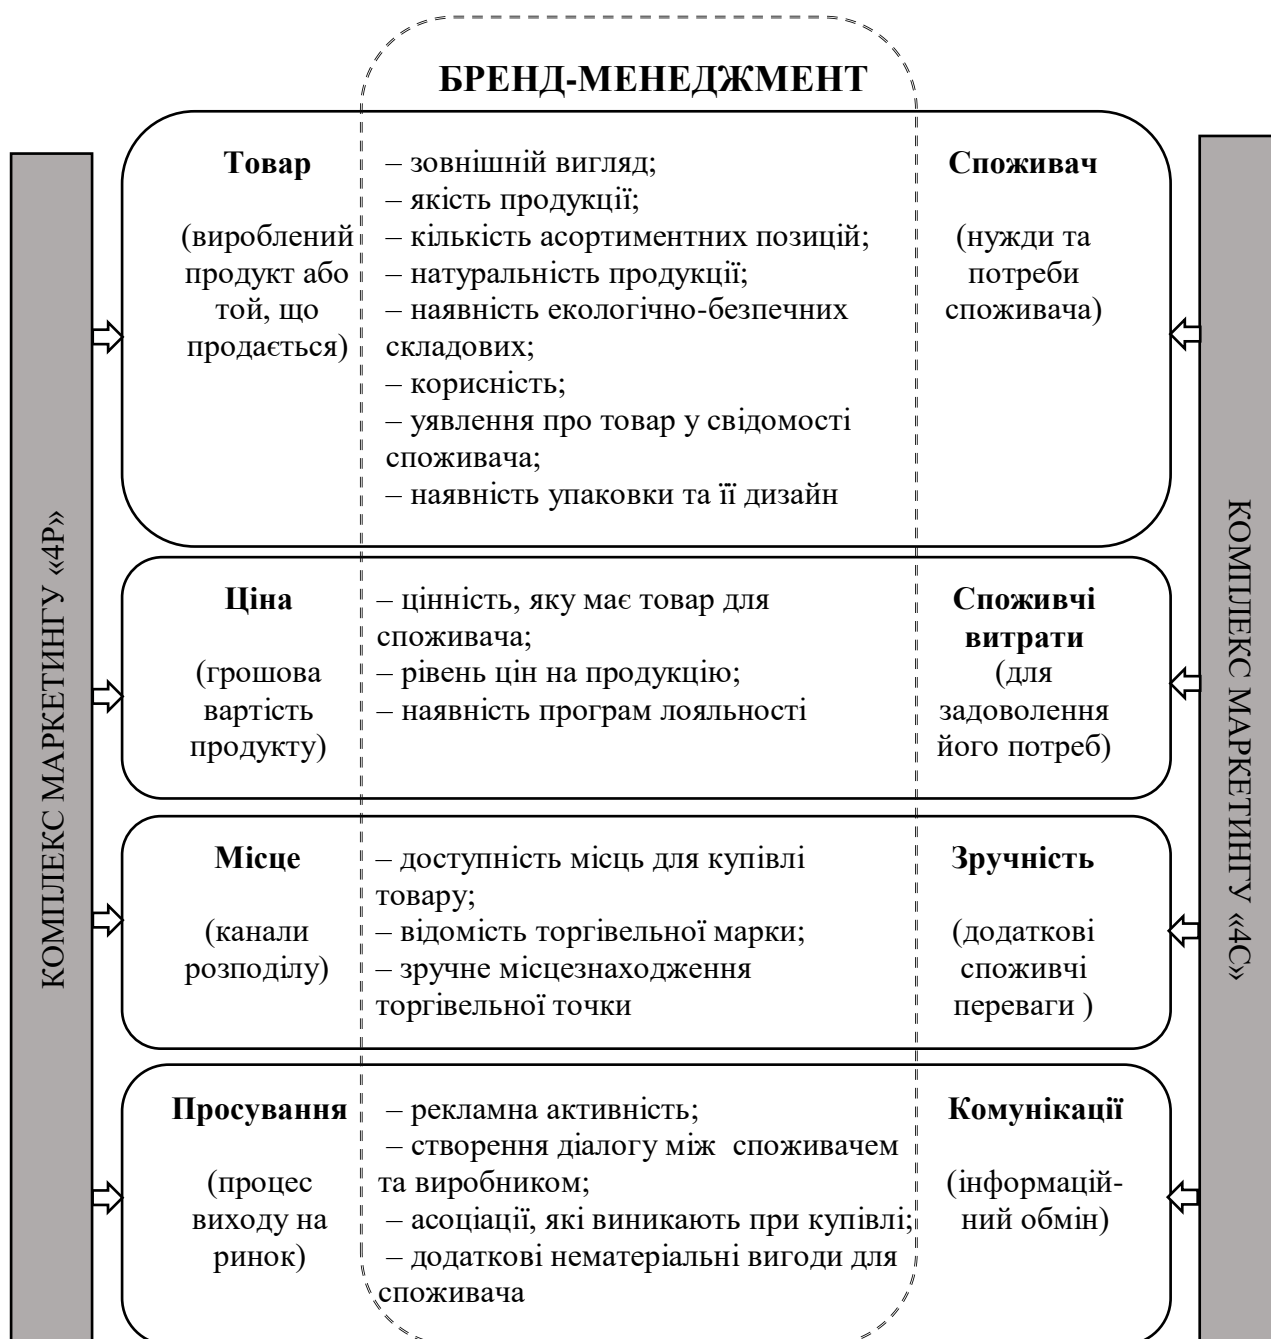 БРЕНД-МЕНЕДЖМЕНТ
КОМПЛЕКС МАРКЕТИНГУ «4Р»
Товар
(вироблений
продукт або
той, що
продається)
– зовнішній вигляд;
– якість продукції;
– кількість асортиментних позицій;
– натуральність продукції;
– наявність екологічно-безпечних
складових;
– корисність;
– уявлення про товар у свідомості
споживача;
– наявність упаковки та її дизайн
Споживач
(нужди та
потреби
споживача)
Ціна
(грошова
вартість
продукту)
– цінність, яку має товар для
споживача;
– рівень цін на продукцію;
– наявність програм лояльності
Споживчі
витрати
(для
задоволення
його потреб)
Місце
(канали
розподілу)
– доступність місць для купівлі
товару;
– відомість торгівельної марки;
– зручне місцезнаходження
торгівельної точки
Зручність
(додаткові
споживчі
переваги )
Просування
(процес
виходу на
ринок)
– рекламна активність;
– створення діалогу між  споживачем
та виробником;
– асоціації, які виникають при купівлі;
– додаткові нематеріальні вигоди для
споживача
Комунікації
(інформацій-
ний обмін)
КОМПЛЕКС МАРКЕТИНГУ «4С»